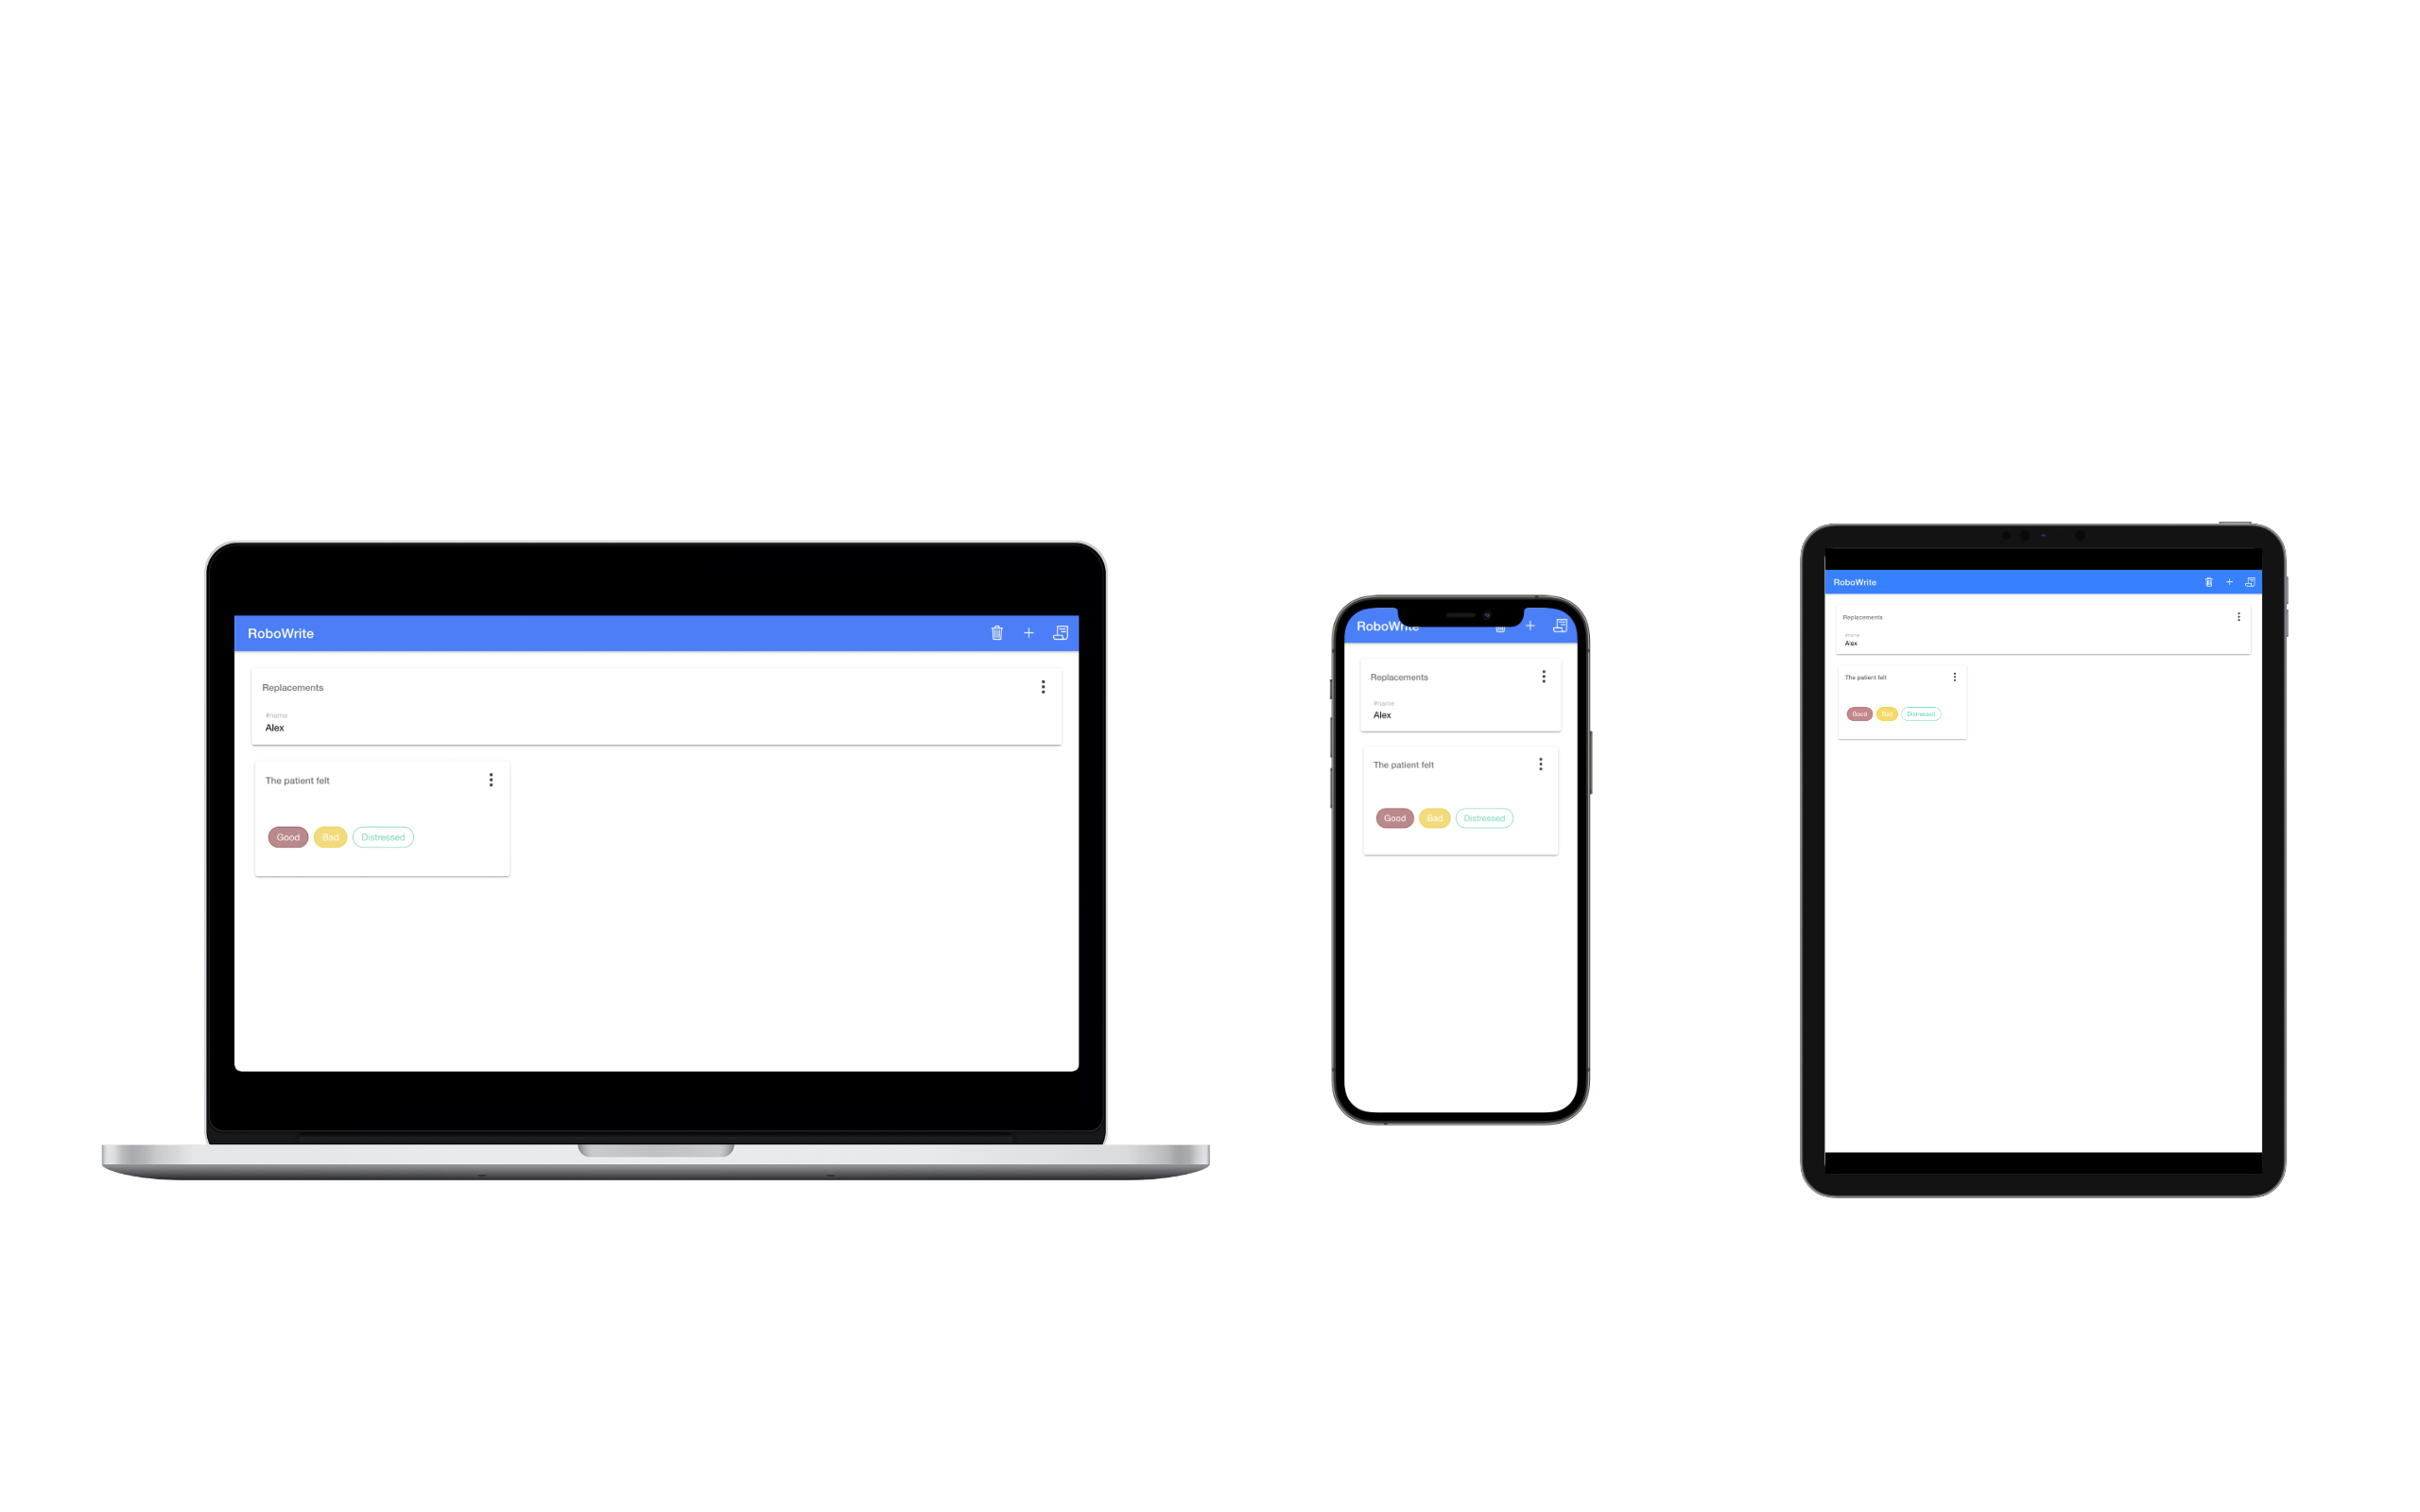 RoboWrite
Replacements
#name
Alex
The patient felt
Good Bad Distressed
RoboWrite
Replacements
#name
Alex
The patient felt
Good Bad Distressed
RoboWrite
Replacements
#name
Alex
The patient felt
Good Bad Distressed